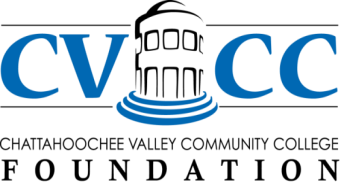 CV CC
CHATTAHOOCHEE VALLEY COMMUNITY COLLEGE
FOUNDATION